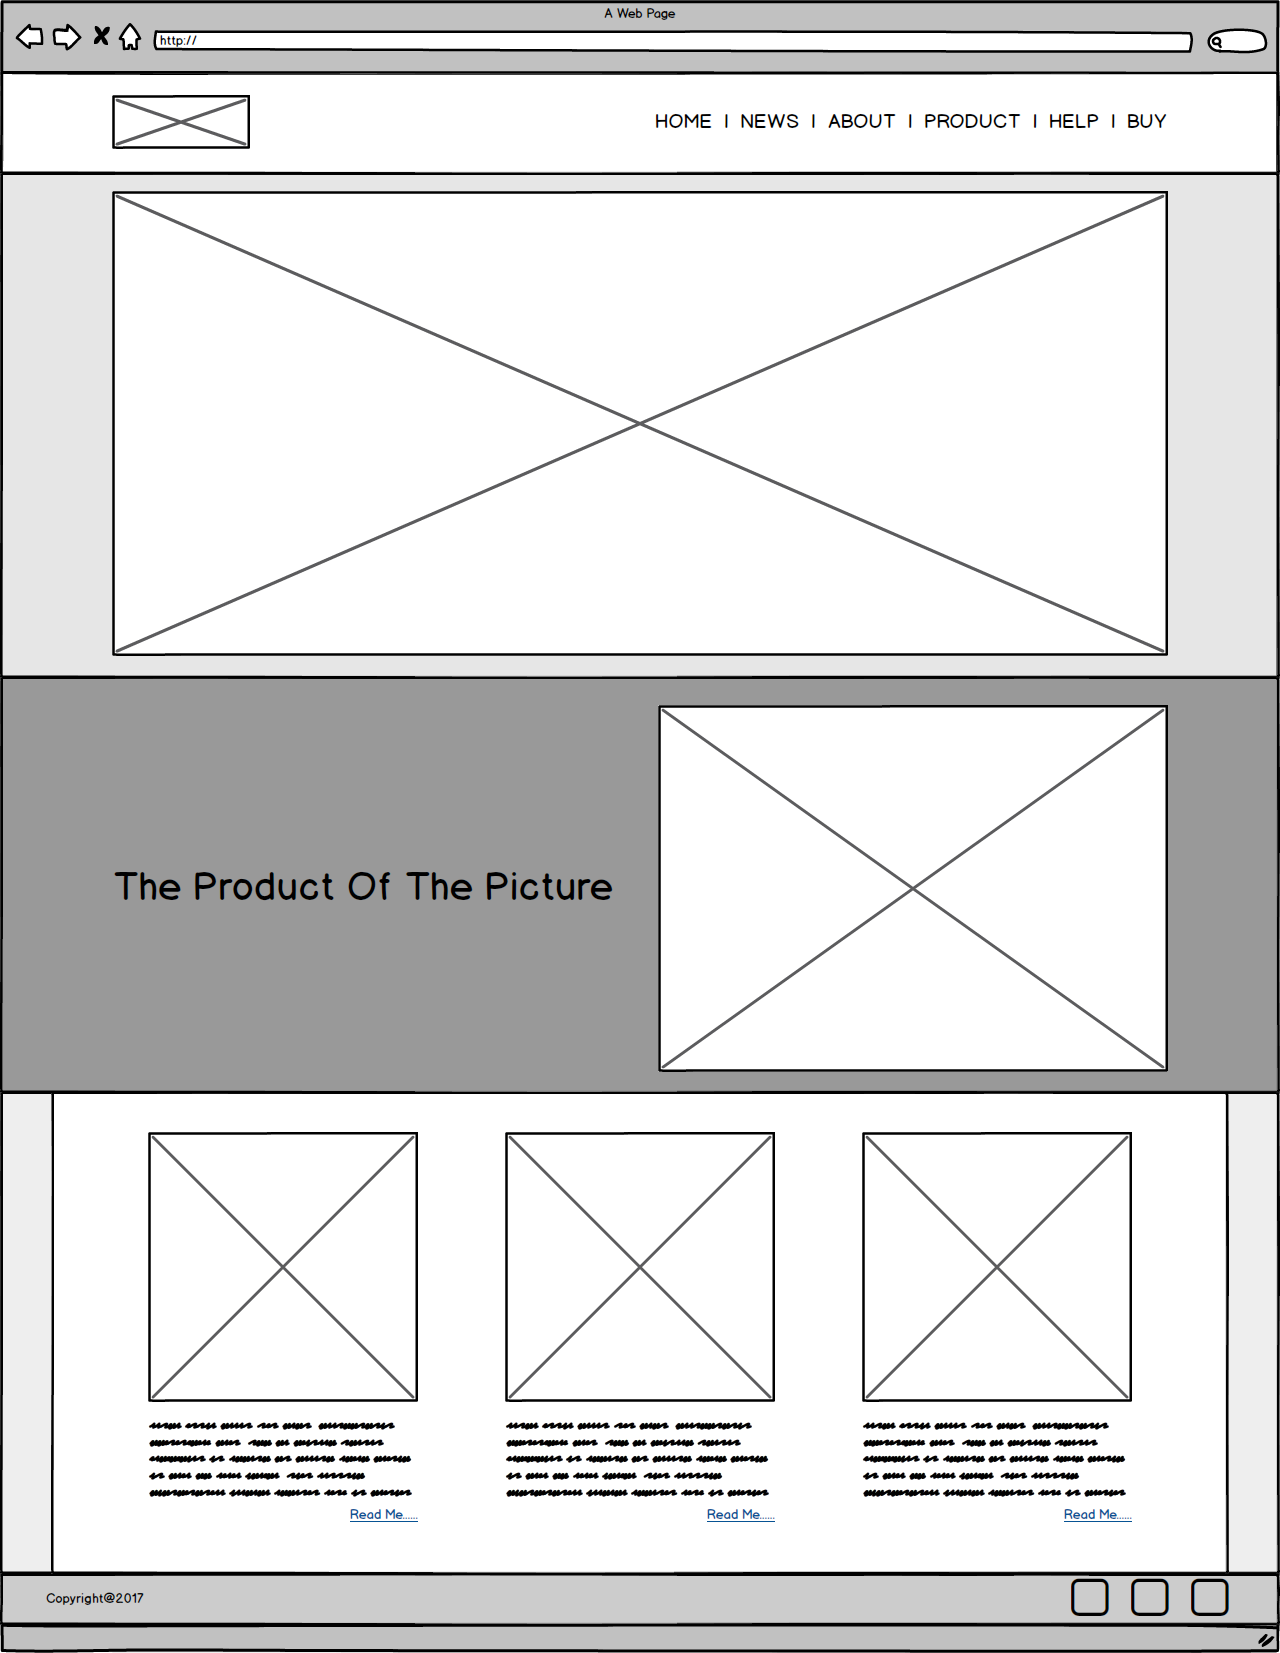 A Web Page
http://
HOME | NEWS | ABOUT | PRODUCT | HELP | BUY
The Product Of The Picture
Read Me......
Read Me......
Read Me......
Copyright@2017